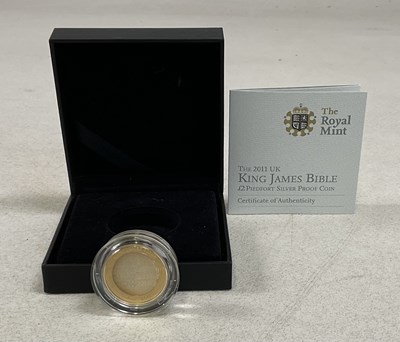 The
Royal
Mint
THE 2011 UK
KING JAMES BIBLE
£2 PIEDFORT SILVER PROOF COIN
Certificate of Authenticity